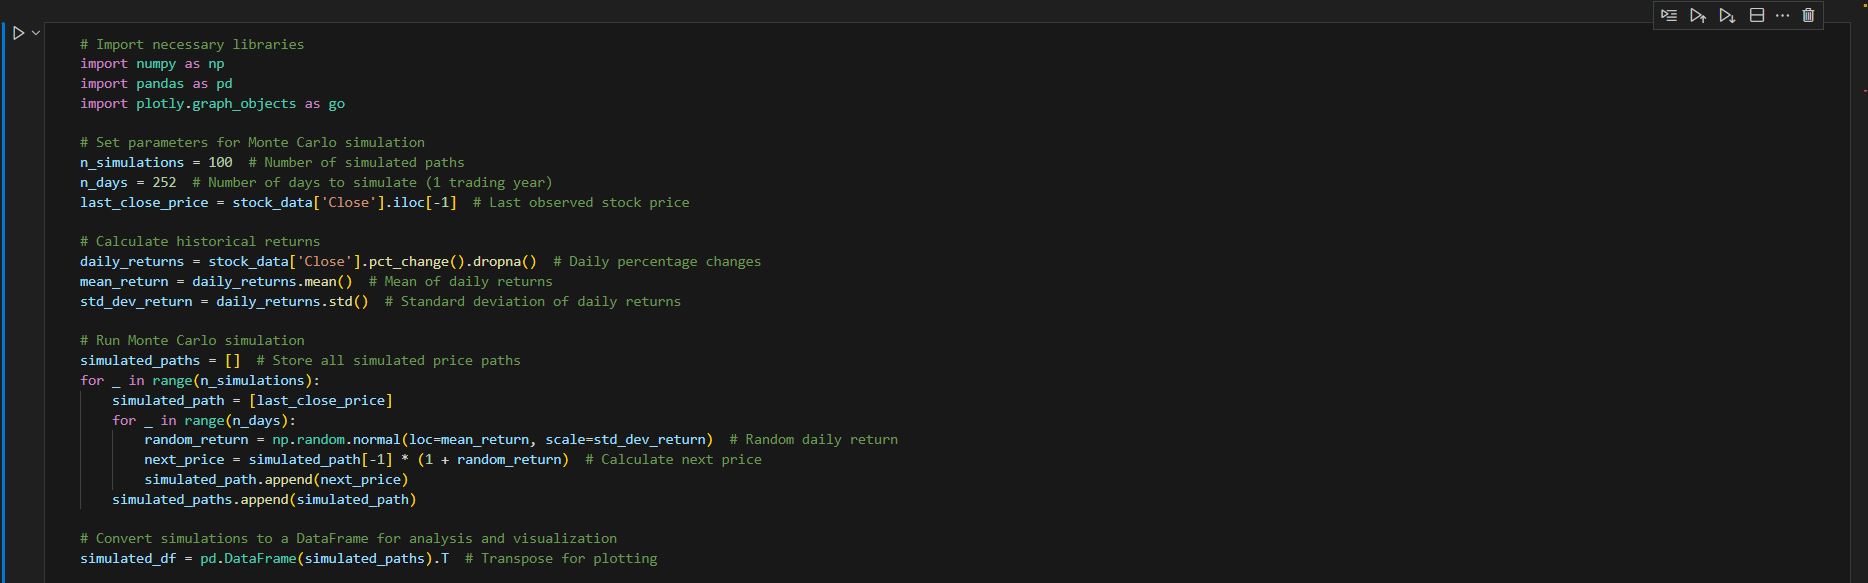 # Import necessary libraries
import numpy as np
import pandas as pd
import plotly.graph_objects as go
# Set parameters for Monte Carlo simulation
n_simulations = 100  # Number of simulated paths
n_days = 252  # Number of days to simulate (1 trading year)
last_close_price = stock_data['Close'].iloc[-1]  # Last observed stock price
# Calculate historical returns
daily_returns = stock_data['Close'].pct_change().dropna()  # Daily percentage changes
mean_return = daily_returns.mean()  # Mean of daily returns
std_dev_return = daily_returns.std()  # Standard deviation of daily returns
# Run Monte Carlo simulation
simulated_paths = []  # Store all simulated price paths
for _ in range(n_simulations):
    simulated_path = [last_close_price]
    for _ in range(n_days):
        random_return = np.random.normal(loc=mean_return, scale=std_dev_return)  # Random daily return
        next_price = simulated_path[-1] * (1 + random_return)  # Calculate next price
        simulated_path.append(next_price)
    simulated_paths.append(simulated_path)
# Convert simulations to a DataFrame for analysis and visualization
simulated_df = pd.DataFrame(simulated_paths).T  # Transpose for plotting